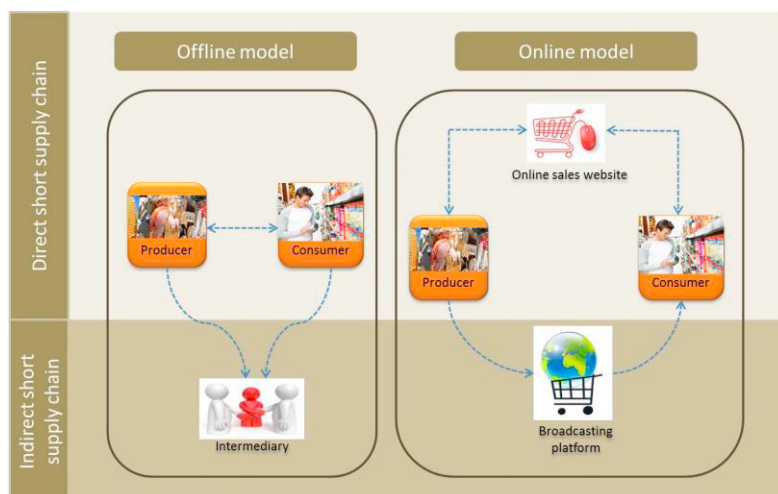 Offline model
Online model
Direct short supply chain
Online sales website
Producer
Consumer
Producer
Consumer
Indirect short
supply chain
Intermediary
Broadcasting
platform